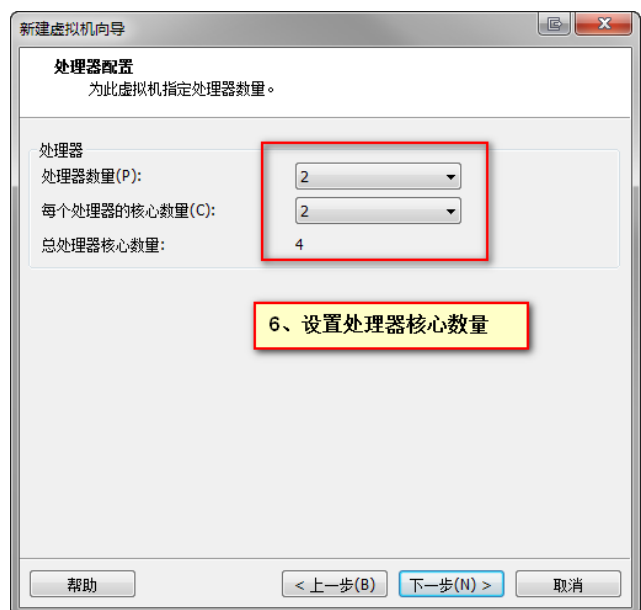 新建虚拟机向导
处理器配置
为此虚拟机指定处理器数量。
处理器
处理器数量(P):
2
每个处理器的核心数量(C):
2
总处理器核心数量:
4
6、设置处理器核心数量
帮助
< 上一步(B)
下一步(N) >
取消